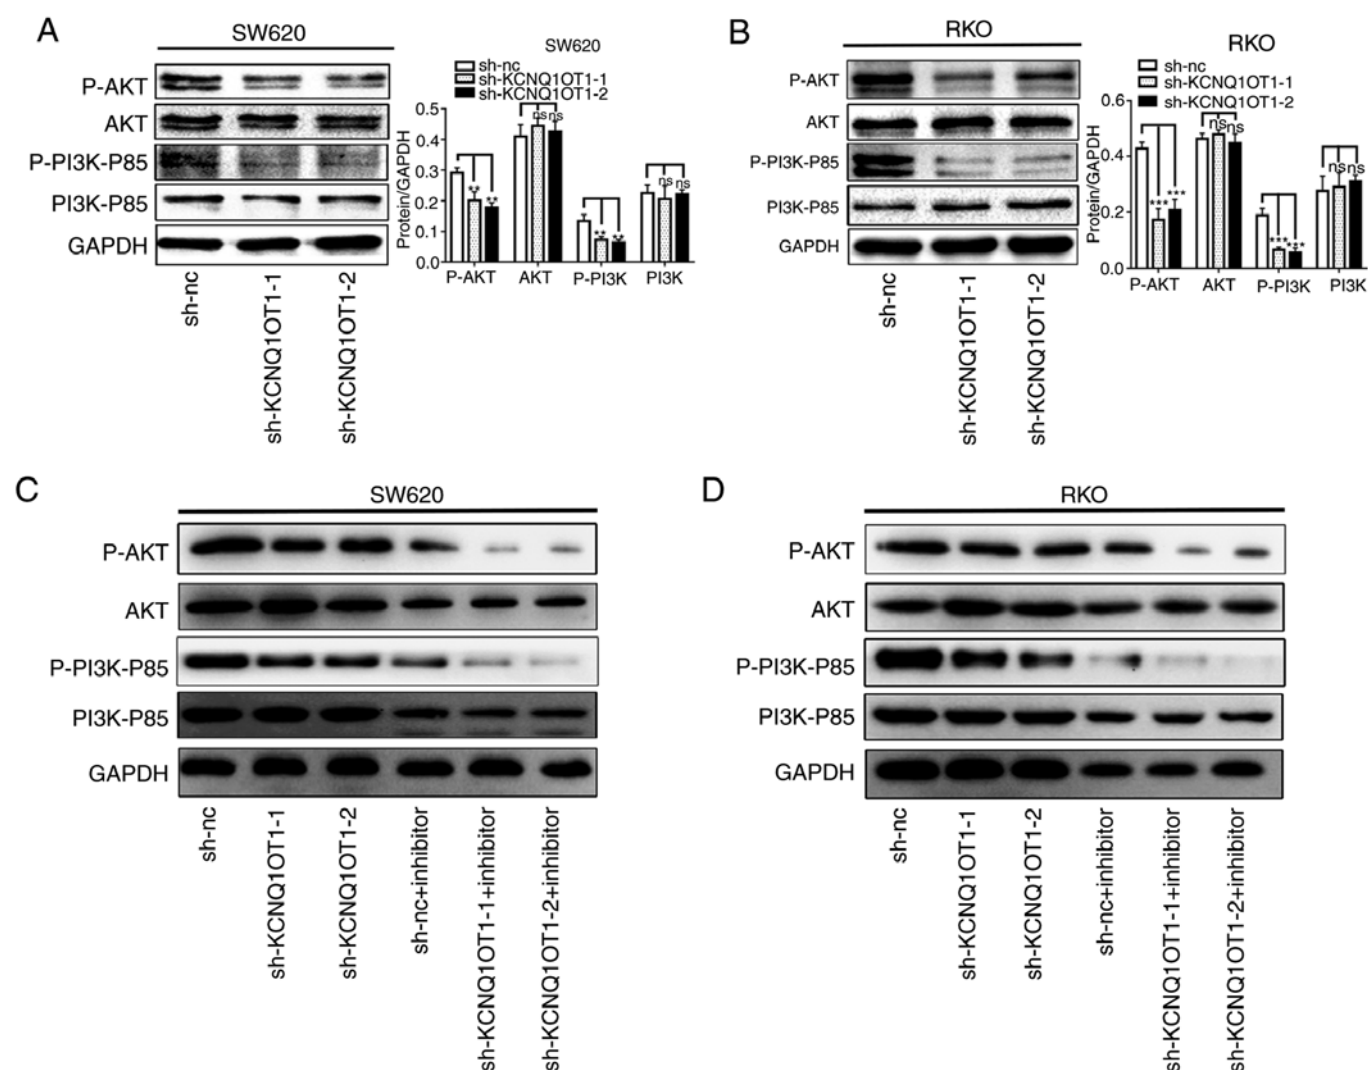 A
SW620
P-AKT
AKT
P-PI3K-P85
PI3K-P85
GAPDH
sh-nc
sh-KCNQ1OT1-1
sh-KCNQ1OT1-2
SW620
sh-nc
sh-KCNQ1OT1-1
sh-KCNQ1OT1-2
Protein/GAPDH
0.5
0.4
0.3
0.2
0.1
0.0
** ** ns ns ** ** ns ns
P-AKT AKT P-PI3K PI3K
B
RKO
P-AKT
AKT
P-PI3K-P85
PI3K-P85
GAPDH
sh-nc
sh-KCNQ1OT1-1
sh-KCNQ1OT1-2
RKO
sh-nc
sh-KCNQ1OT1-1
sh-KCNQ1OT1-2
Protein/GAPDH
0.6
0.4
0.2
0.0
*** *** ns ns *** *** ns ns
P-AKT AKT P-PI3K PI3K
C
SW620
P-AKT
AKT
P-PI3K-P85
PI3K-P85
GAPDH
sh-nc
sh-KCNQ1OT1-1
sh-KCNQ1OT1-2
sh-nc+inhibitor
sh-KCNQ1OT1-1+inhibitor
sh-KCNQ1OT1-2+inhibitor
D
RKO
P-AKT
AKT
P-PI3K-P85
PI3K-P85
GAPDH
sh-nc
sh-KCNQ1OT1-1
sh-KCNQ1OT1-2
sh-nc+inhibitor
sh-KCNQ1OT1-1+inhibitor
sh-KCNQ1OT1-2+inhibitor